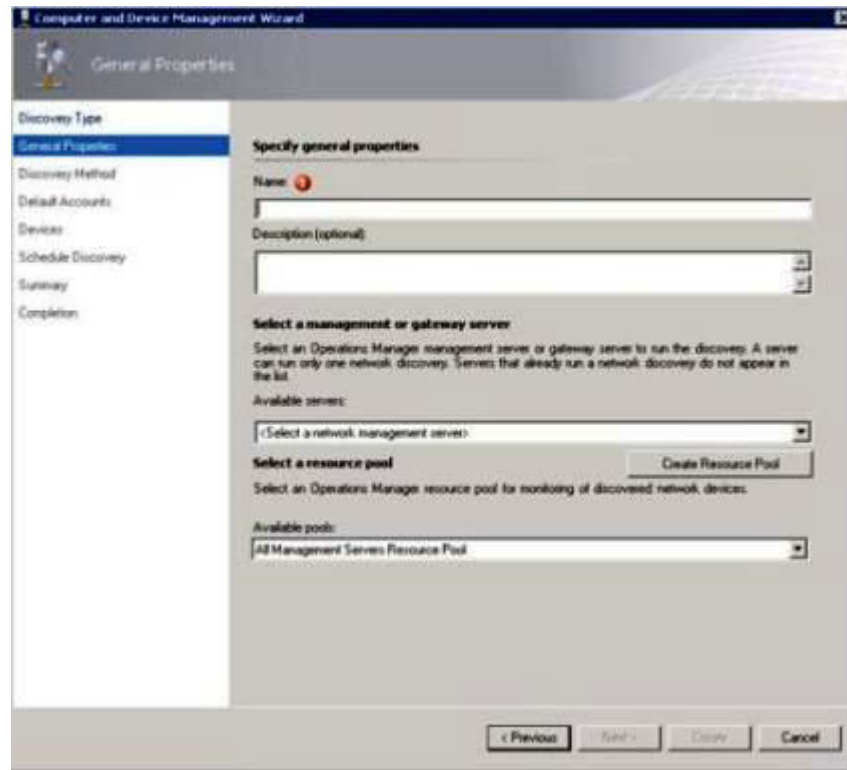 Computer and Device Management Wizard
General Properties
Discovery Type
General Properties
Discovery Method
Default Accounts
Devices
Schedule Discovery
Summary
Completion
Specify general properties
Name:
Description (optional):
Select a management or gateway server
Select an Operations Manager management server or gateway server to run the discovery. A server
can run only one network discovery. Servers that already run a network discovery do not appear in
the list.
Available servers:
<Select a network management server>
Select a resource pool
Create Resource Pool
Select an Operations Manager resource pool for monitoring of discovered network devices.
Available pools:
All Management Servers Resource Pool
< Previous
Next >
Create
Cancel